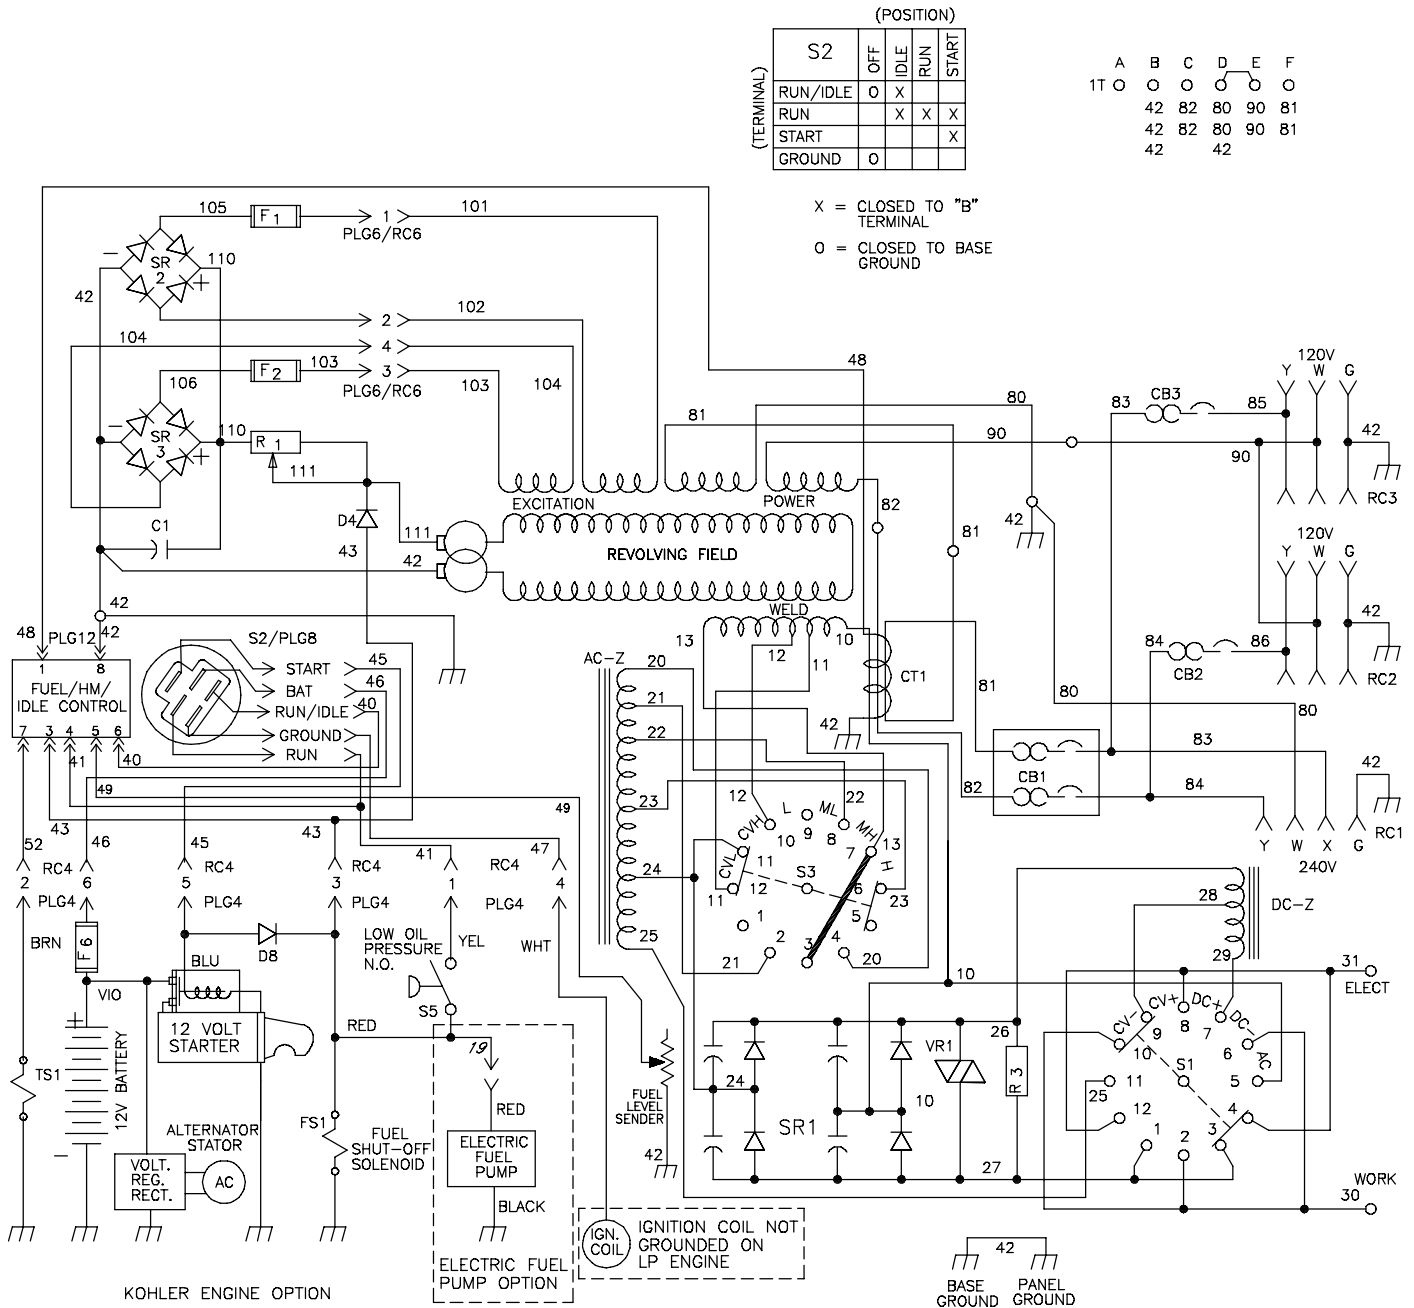 (POSITION)
S2 OFF IDLE RUN START
(TERMINAL)
RUN/IDLE O X
RUN X X X
START X
GROUND O
X = CLOSED TO "B"
TERMINAL
O = CLOSED TO BASE
GROUND
A B C D E F
1T
42 82 80 90 81
42 82 80 90 81
42 42
105 F1 1 101
PLG6/RC6
- SR 2 + 110
42
2 102
104 4
106 F2 103 3 103 104
PLG6/RC6
- SR 3 + 110 R1
111
C1
D4
43
111
42
EXCITATION
POWER
REVOLVING FIELD
WELD
81
80
90
48
82
81
42
83 CB3 85
120V
Y W G
42
RC3
90
120V
Y W G
42
RC2
84 CB2 86
80
80
81
82
CB1
83
84
42
Y W X G
RC1
240V
42
48 PLG12 42
1 8
FUEL/HM/
IDLE CONTROL
7 3 4 5 6
S2/PLG8
START 45
BAT 46
RUN/IDLE 40
GROUND
RUN
41
40
49
43
52 46 45 43 41 47 49
RC4 RC4 RC4 RC4
2 6 5 3 1 4
PLG4 PLG4 PLG4 PLG4
BRN
F6
VIO
BLU
D8
12 VOLT
STARTER
+
12V BATTERY
-
TS1
ALTERNATOR
STATOR
VOLT.
REG.
RECT.
AC
LOW OIL
PRESSURE
N.O.
YEL
WHT
S5
RED
FS1
FUEL
SHUT-OFF
SOLENOID
19
RED
ELECTRIC
FUEL
PUMP
BLACK
ELECTRIC FUEL
PUMP OPTION
IGN.
COIL
IGNITION COIL NOT
GROUNDED ON
LP ENGINE
KOHLER ENGINE OPTION
FUEL
LEVEL
SENDER
42
AC-Z
20
21
22
23
24
25
13 12 11 10
CT1
42
12 L ML 22
CVH 10 9 8 MH 13
7
CVL 11
H
11 12 S3 6 23
1 5
2 3 4
21 20
10
24
SR1
10
VR1
26
R3
27
28
DC-Z
29
31
ELECT
CV- CV+ DC+ DC- AC
9 8 7
10 6
11 S1 5
25
12 4
1 2 3
WORK
30
42
BASE
GROUND
PANEL
GROUND